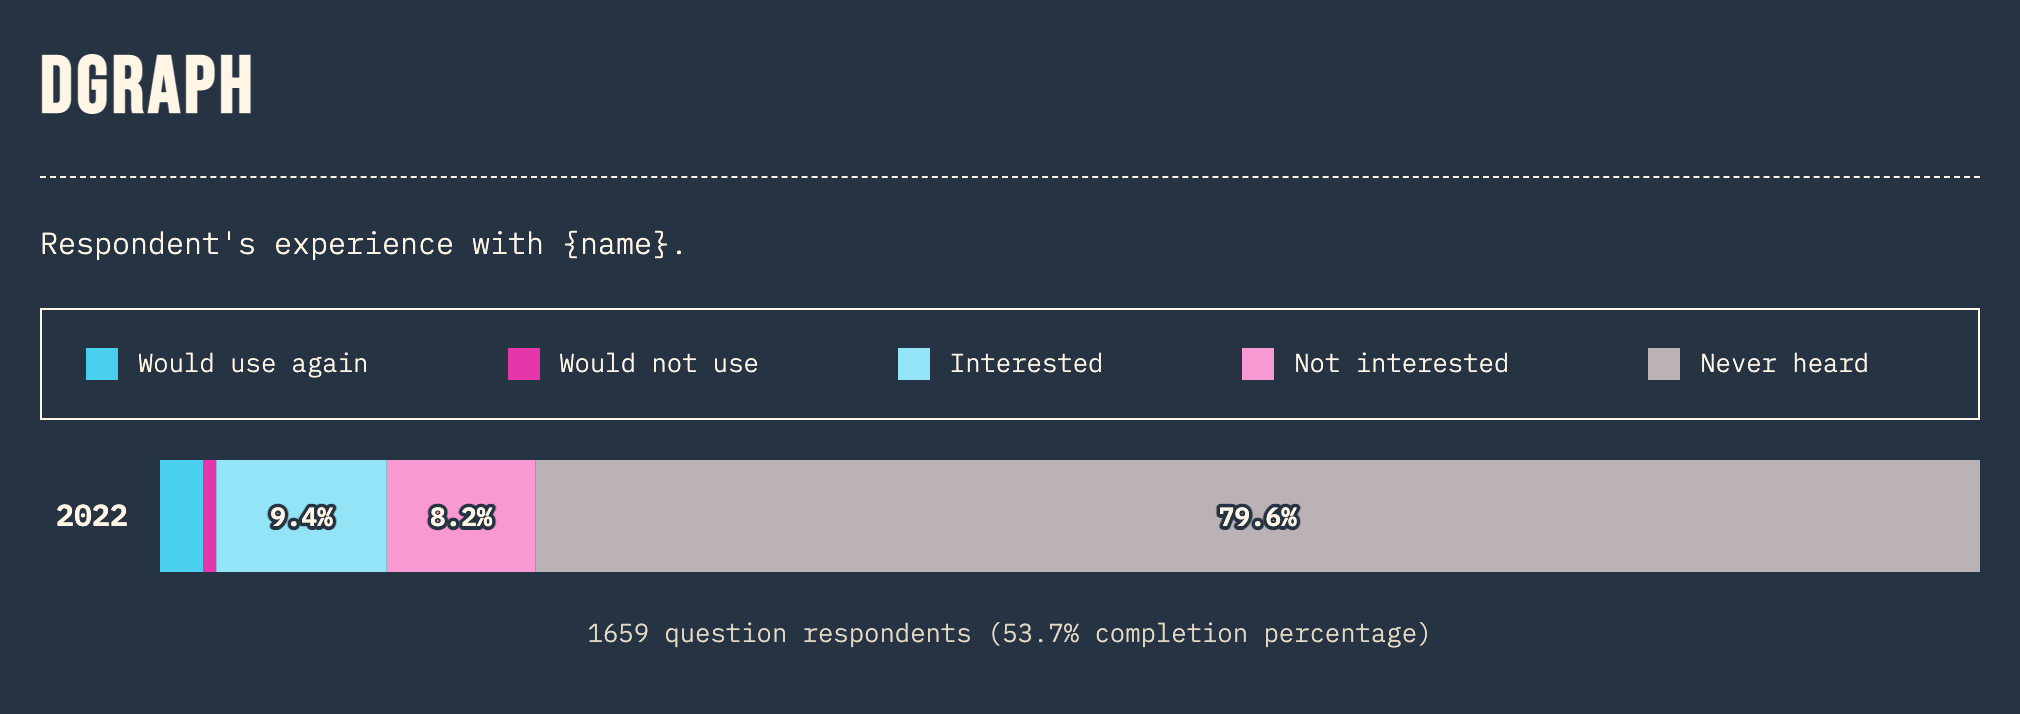 DGRAPH
Respondent's experience with {name}.
Would use again Would not use Interested Not interested Never heard
2022 9.4% 8.2% 79.6%
1659 question respondents (53.7% completion percentage)